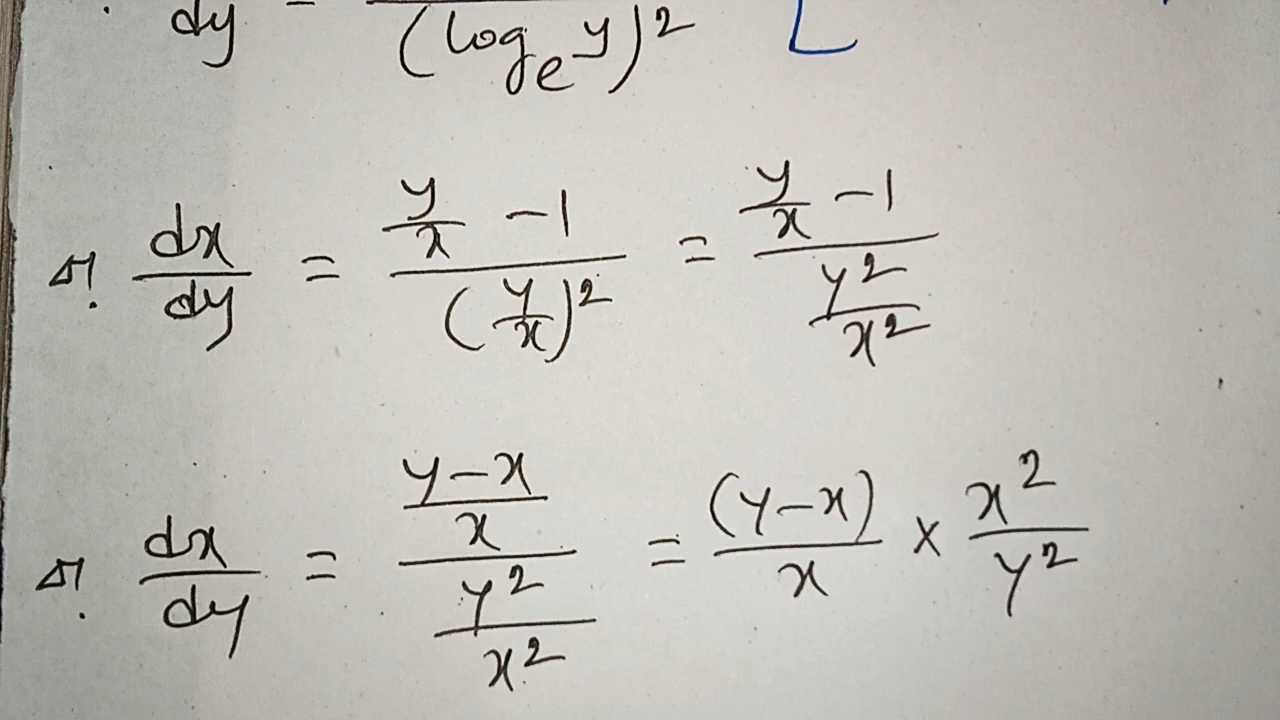 dy = / (log_e y)^2 [
या. dx/dy = (y/x - 1)/(y/x)^2 = (y/x - 1)/(y^2/x^2)
या. dx/dy = ((y-x)/x)/(y^2/x^2) = (y-x)/x × x^2/y^2